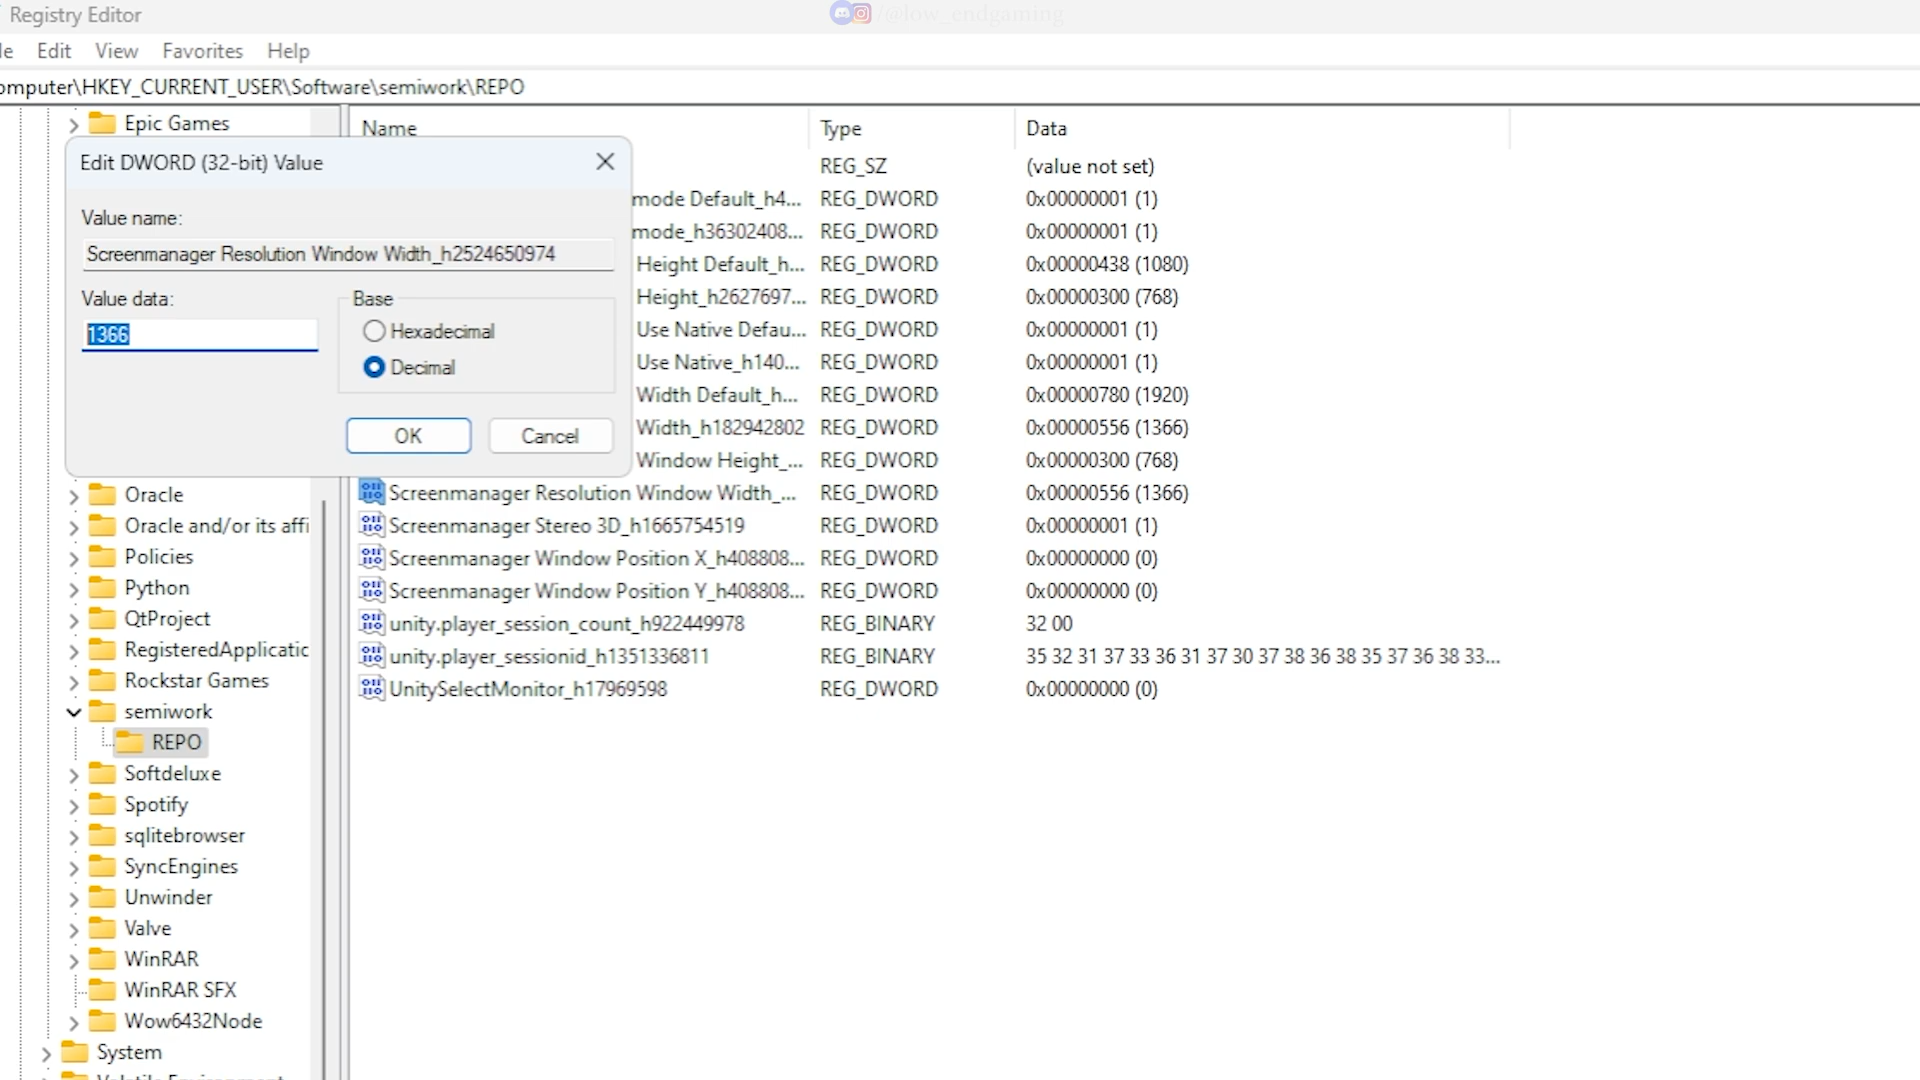 Registry Editor
/@low_endgaming
le Edit View Favorites Help
omputer\HKEY_CURRENT_USER\Software\semiwork\REPO
Epic Games
Edit DWORD (32-bit) Value
Value name:
Screenmanager Resolution Window Width_h2524650974
Value data:
1366
Base
Hexadecimal
Decimal
OK Cancel
Oracle
Oracle and/or its affi
Policies
Python
QtProject
RegisteredApplicatic
Rockstar Games
semiwork
REPO
Softdeluxe
Spotify
sqlitebrowser
SyncEngines
Unwinder
Valve
WinRAR
WinRAR SFX
Wow6432Node
System
Volatile Environment
Name Type Data
REG_SZ (value not set)
mode Default_h4... REG_DWORD 0x00000001 (1)
mode_h36302408... REG_DWORD 0x00000001 (1)
Height Default_h... REG_DWORD 0x00000438 (1080)
Height_h2627697... REG_DWORD 0x00000300 (768)
Use Native Defau... REG_DWORD 0x00000001 (1)
Use Native_h140... REG_DWORD 0x00000001 (1)
Width Default_h... REG_DWORD 0x00000780 (1920)
Width_h182942802 REG_DWORD 0x00000556 (1366)
Window Height_... REG_DWORD 0x00000300 (768)
Screenmanager Resolution Window Width_... REG_DWORD 0x00000556 (1366)
Screenmanager Stereo 3D_h1665754519 REG_DWORD 0x00000001 (1)
Screenmanager Window Position X_h408808... REG_DWORD 0x00000000 (0)
Screenmanager Window Position Y_h408808... REG_DWORD 0x00000000 (0)
unity.player_session_count_h922449978 REG_BINARY 32 00
unity.player_sessionid_h1351336811 REG_BINARY 35 32 31 37 33 36 31 37 30 37 38 36 38 35 37 36 38 33...
UnitySelectMonitor_h17969598 REG_DWORD 0x00000000 (0)